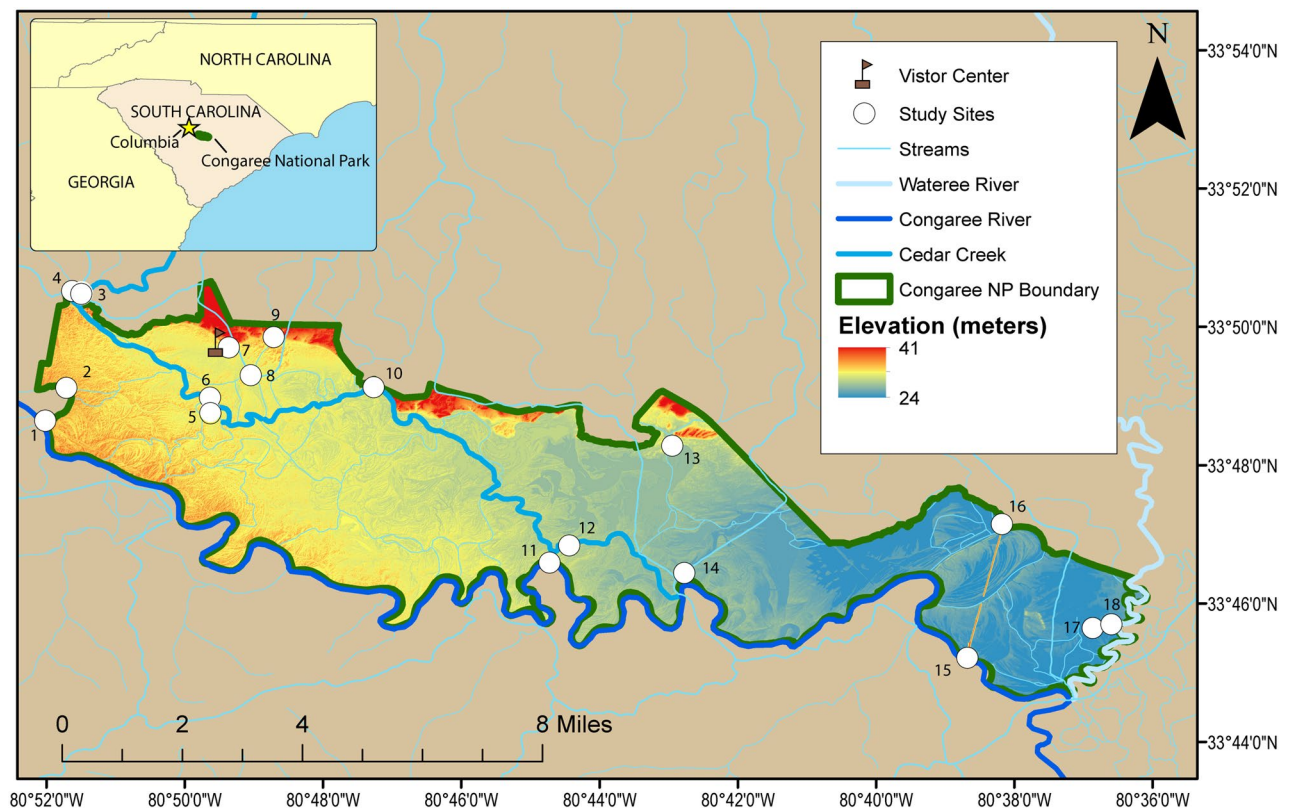 NORTH CAROLINA
SOUTH CAROLINA
Columbia
Congaree National Park
GEORGIA
N
Vistor Center
Study Sites
Streams
Wateree River
Congaree River
Cedar Creek
Congaree NP Boundary
Elevation (meters)
41
24
33°54'0"N
33°52'0"N
33°50'0"N
33°48'0"N
33°46'0"N
33°44'0"N
4
3
9
7
2
8
10
6
5
1
13
16
12
11
14
18
17
15
0 2 4 8 Miles
80°52'0"W 80°50'0"W 80°48'0"W 80°46'0"W 80°44'0"W 80°42'0"W 80°40'0"W 80°38'0"W 80°36'0"W